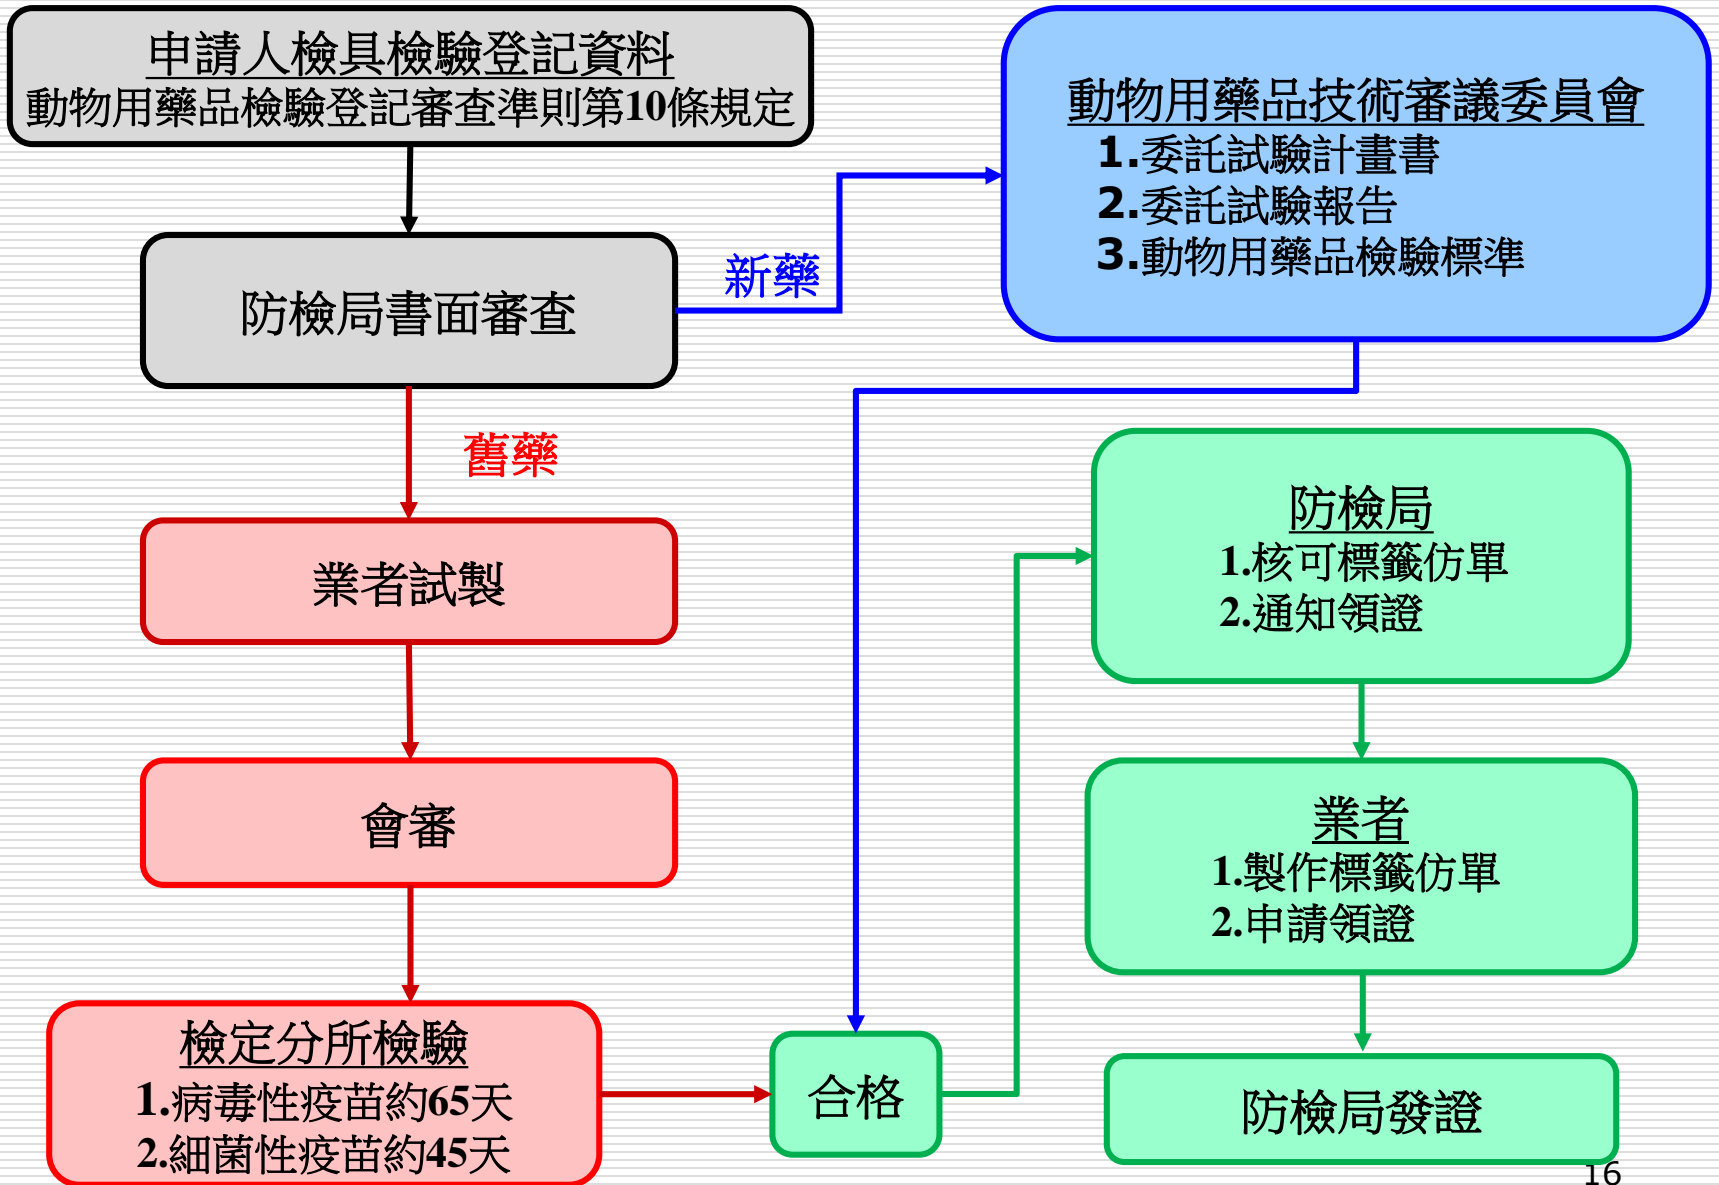 申請人檢具檢驗登記資料
動物用藥品檢驗登記審查準則第10條規定
防檢局書面審查
新藥
動物用藥品技術審議委員會
1.委託試驗計畫書
2.委託試驗報告
3.動物用藥品檢驗標準
舊藥
業者試製
會審
檢定分所檢驗
1.病毒性疫苗約65天
2.細菌性疫苗約45天
合格
防檢局
1.核可標籤仿單
2.通知領證
業者
1.製作標籤仿單
2.申請領證
防檢局發證
16